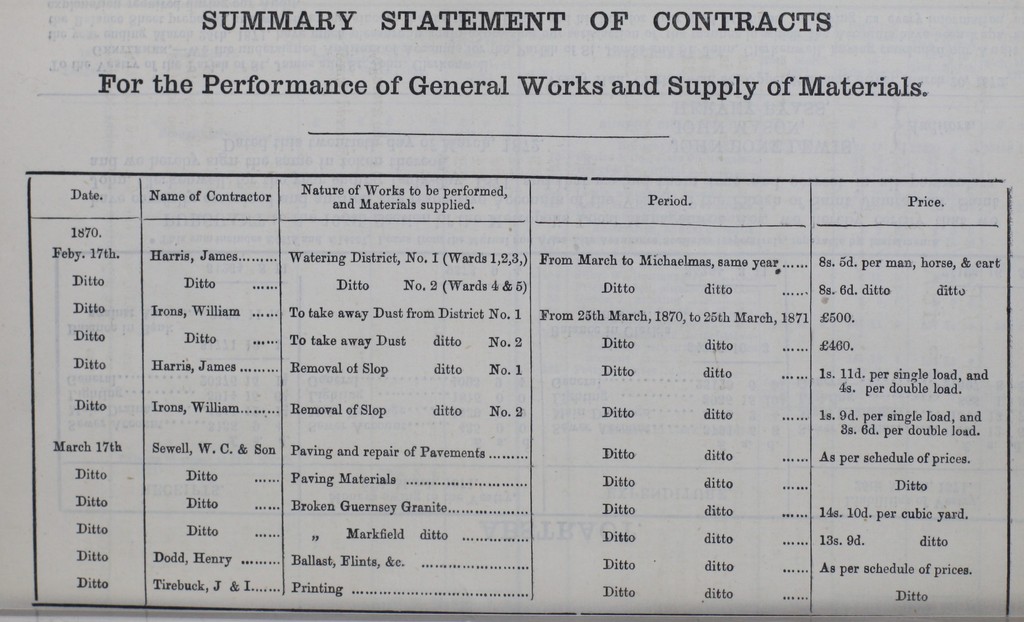 SUMMARY STATEMENT OF CONTRACTS
For the Performance of General Works and Supply of Materials.
Date. Name of Contractor Nature of Works to be performed, and Materials supplied. Period. Price.
1870.
Feby. 17th. Harris, James.......... Watering District, No. 1 (Wards 1,2,3,) From March to Michaelmas, same year ...... 8s. 5d. per man, horse, & cart
Ditto Ditto ...... Ditto No. 2 (Wards 4 & 5) Ditto ditto ...... 8s. 6d. ditto ditto
Ditto Irons, William ...... To take away Dust from District No. 1 From 25th March, 1870, to 25th March, 1871 £500.
Ditto Ditto ...... To take away Dust ditto No. 2 Ditto ditto ...... £460.
Ditto Harris, James.......... Removal of Slop ditto No. 1 Ditto ditto ...... 1s. 11d. per single load, and
4s. per double load.
Ditto Irons, William.......... Removal of Slop ditto No. 2 Ditto ditto ...... 1s. 9d. per single load, and
3s. 6d. per double load.
March 17th Sewell, W. C. & Son Paving and repair of Pavements .......... Ditto ditto ...... As per schedule of prices.
Ditto Ditto ...... Paving Materials .............................. Ditto ditto ...... Ditto
Ditto Ditto ...... Broken Guernsey Granite.................... Ditto ditto ...... 14s. 10d. per cubic yard.
Ditto Ditto ...... „ Markfield ditto ................ Ditto ditto ...... 13s. 9d. ditto
Ditto Dodd, Henry .......... Ballast, Flints, &c. .......................... Ditto ditto ...... As per schedule of prices.
Ditto Tirebuck, J & I....... Printing .......................................... Ditto ditto ...... Ditto